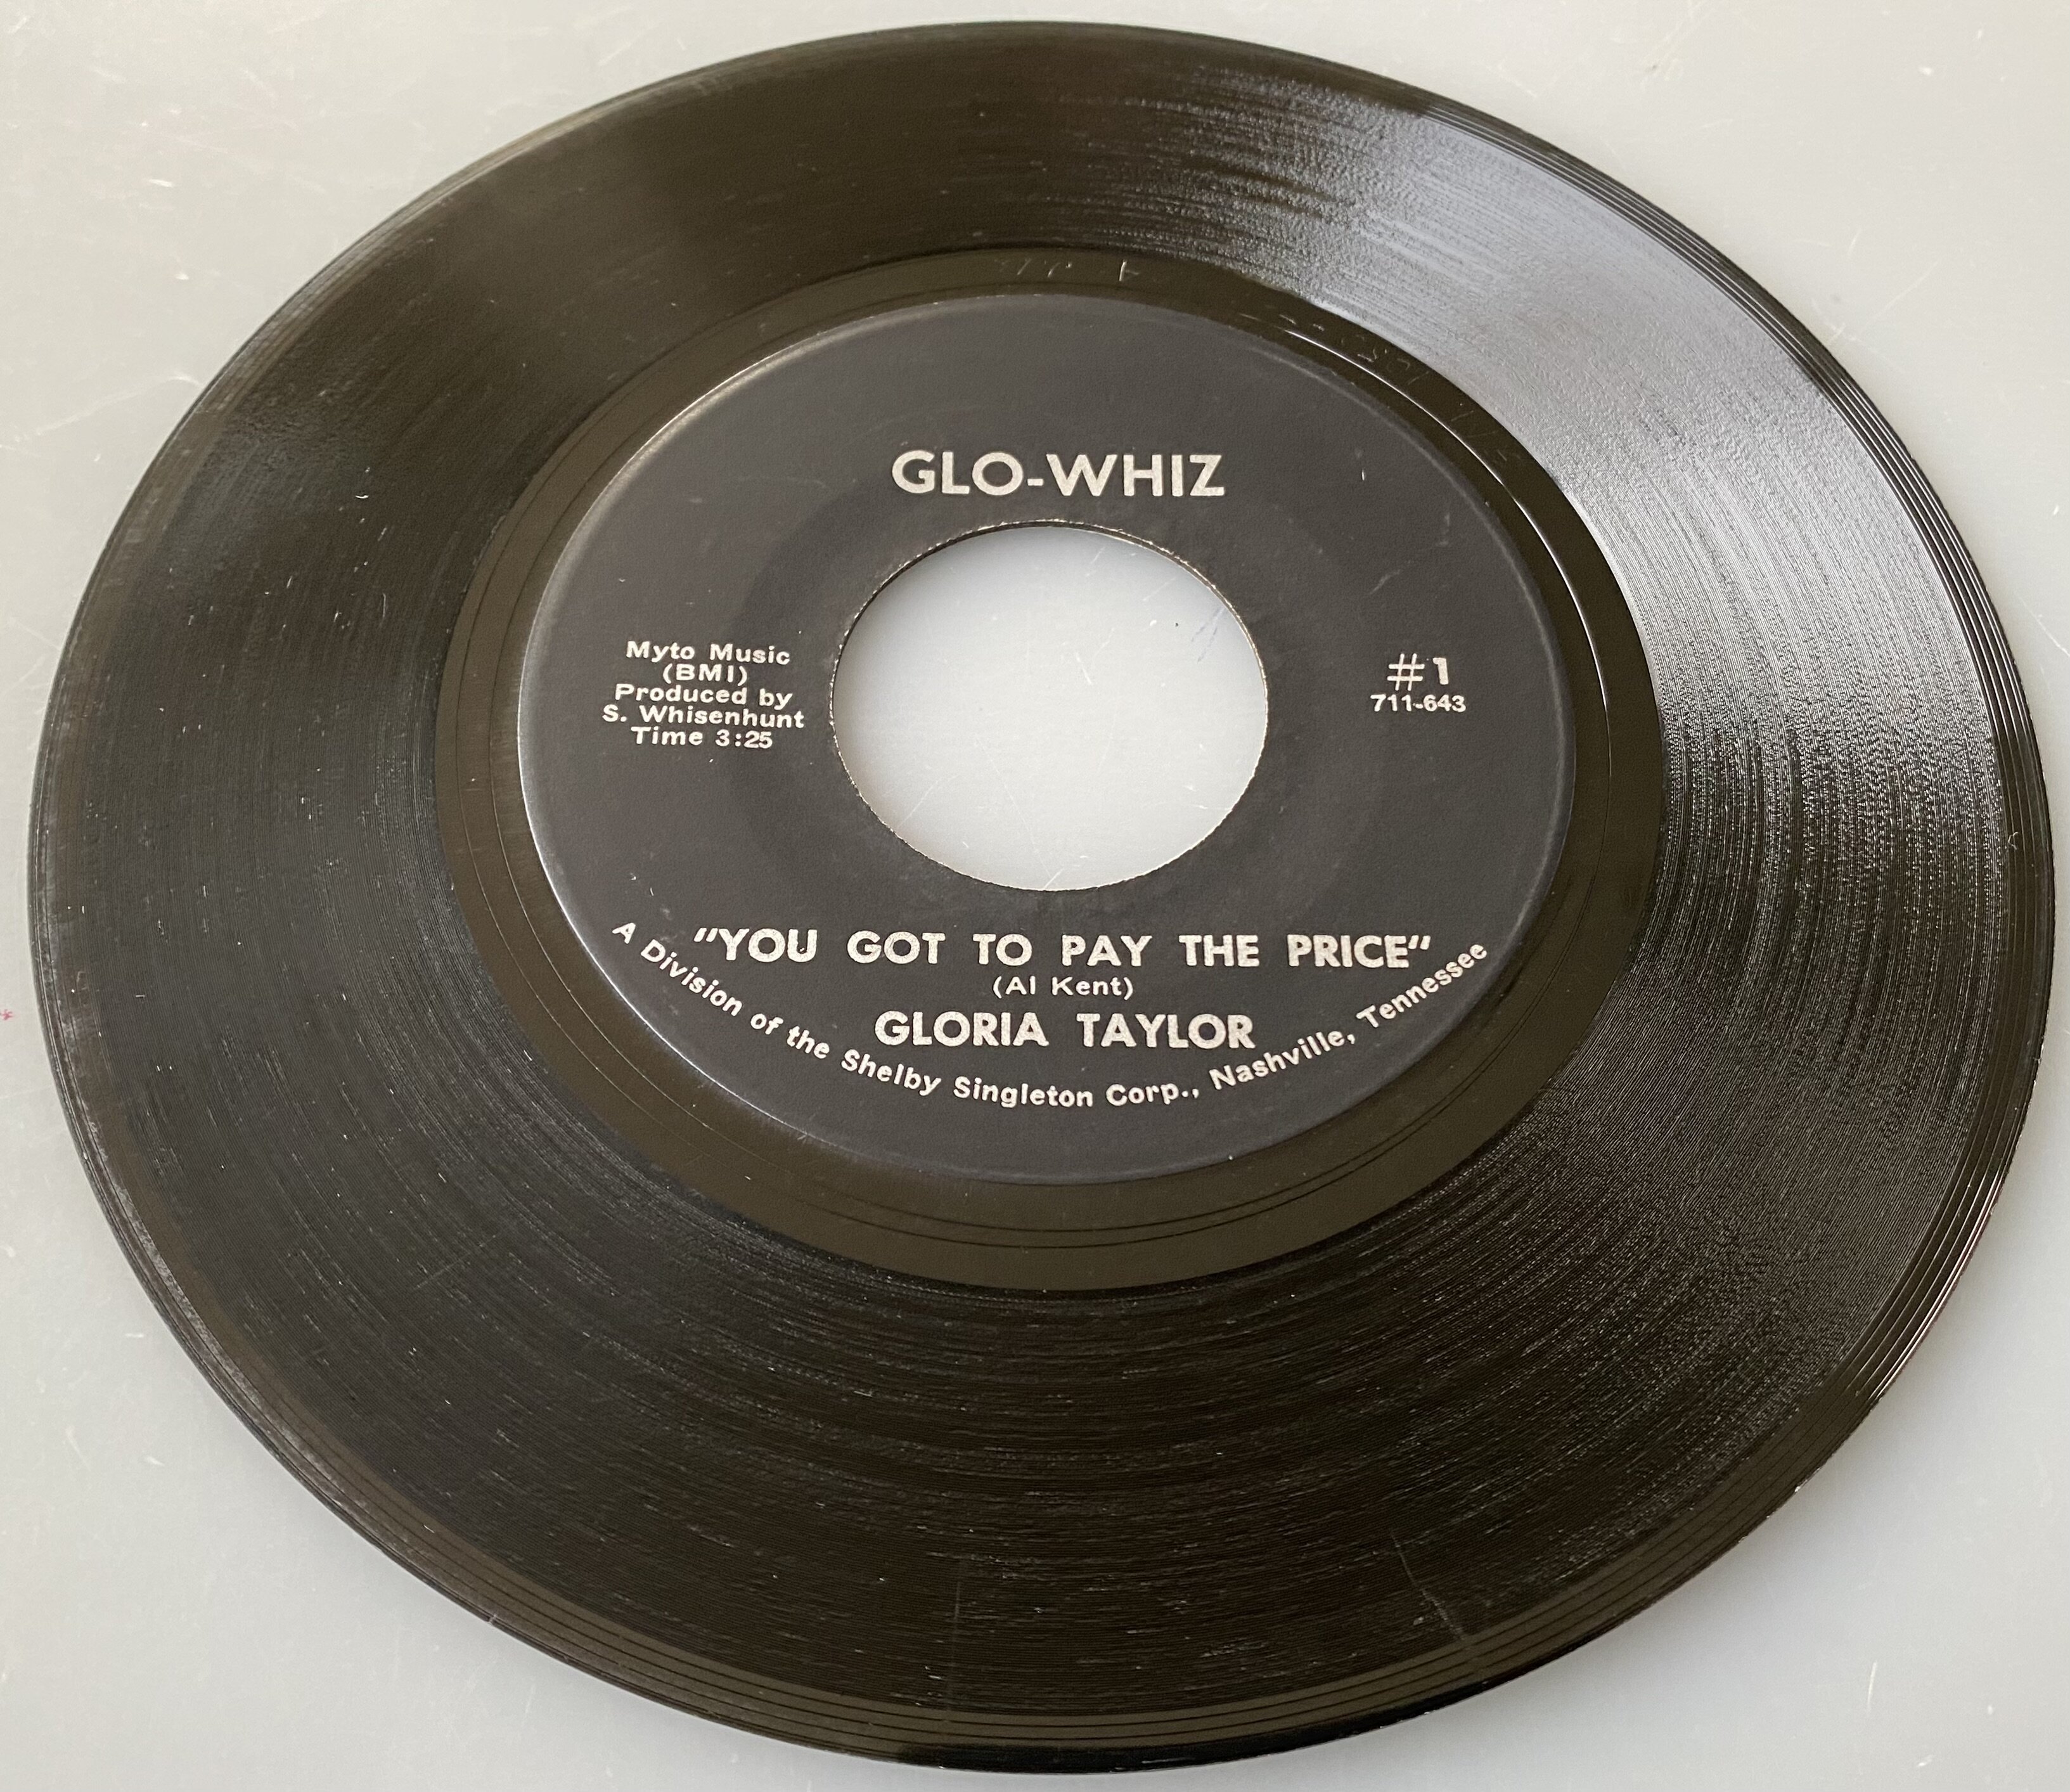 GLO-WHIZ
Myto Music
(BMI)
Produced by
S. Whisenhunt
Time 3:25
#1
711-643
"YOU GOT TO PAY THE PRICE"
(Al Kent)
GLORIA TAYLOR
A Division of the Shelby Singleton Corp., Nashville, Tennessee